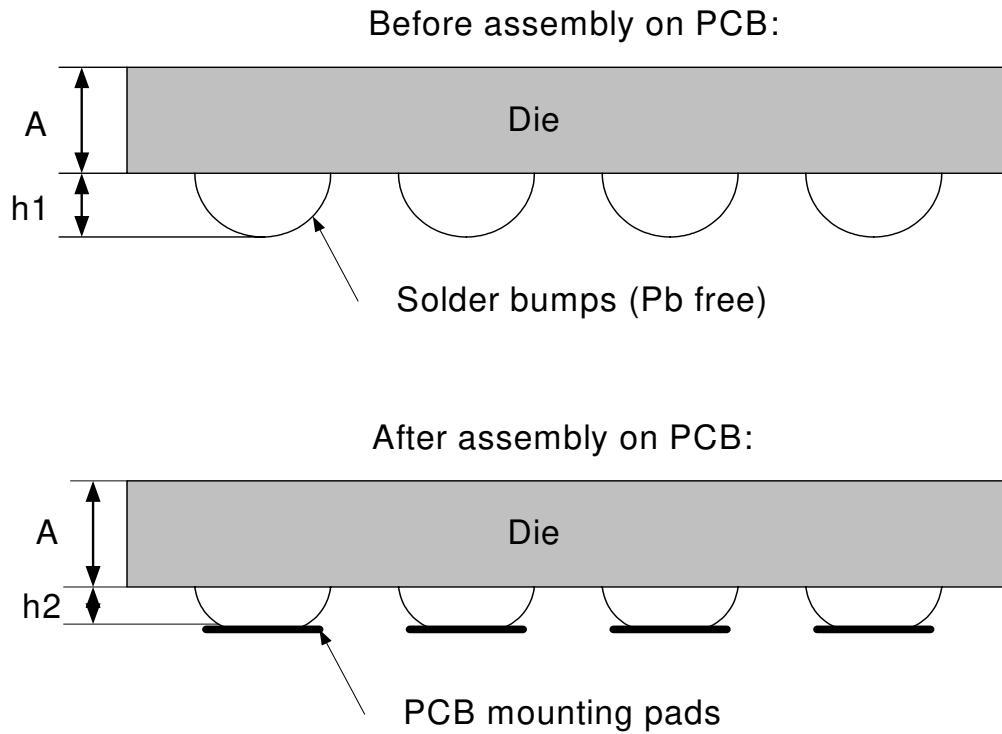 Before assembly on PCB:
A
Die
h1
Solder bumps (Pb free)
After assembly on PCB:
A
Die
h2
PCB mounting pads